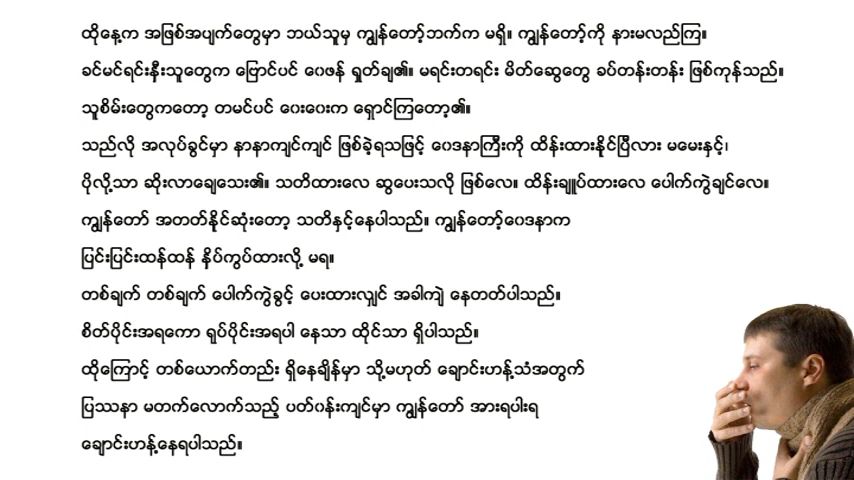 ထိုနေ့က အဖြစ်အပျက်တွေမှာ ဘယ်သူမှ ကျွန်တော့်ဘက်က မရှိ။ ကျွန်တော့်ကို နားမလည်ကြ။
ခင်မင်ရင်းနှီးသူတွေက ပြောင်ပင် ဝေဖန် ရှုတ်ချ၏။ မရင်းတရင်း မိတ်ဆွေတွေ ခပ်တန်းတန်း ဖြစ်ကုန်သည်။
သူစိမ်းတွေကတော့ တမင်ပင် ဝေးဝေးက ရှောင်ကြတော့၏။
သည်လို အလုပ်ခွင်မှာ နာနာကျင်ကျင် ဖြစ်ခဲ့ရသဖြင့် ဝေဒနာကြီးကို ထိန်းထားနိုင်ပြီလား မမေးနှင့်၊
ပိုလို့သာ ဆိုးလာချေသေး၏။ သတိထားလေ ဆွပေးသလို ဖြစ်လေ။ ထိန်းချူပ်ထားလေ ပေါက်ကွဲချင်လေ။
ကျွန်တော် အတတ်နိုင်ဆုံးတော့ သတိနှင့်နေပါသည်။ ကျွန်တော့်ဝေဒနာက
ပြင်းပြင်းထန်ထန် နှိပ်ကွပ်ထားလို့ မရ။
တစ်ချက် တစ်ချက် ပေါက်ကွဲခွင့် ပေးထားလျှင် အခါကျဲ နေတတ်ပါသည်။
စိတ်ပိုင်းအရကော ရုပ်ပိုင်းအရပါ နေသာ ထိုင်သာ ရှိပါသည်။
ထိုကြောင့် တစ်ယောက်တည်း ရှိနေချိန်မှာ သို့မဟုတ် ချောင်းဟန့်သံအတွက်
ပြဿနာ မတက်လောက်သည့် ပတ်ဝန်းကျင်မှာ ကျွန်တော် အားရပါးရ
ချောင်းဟန့်နေရပါသည်။